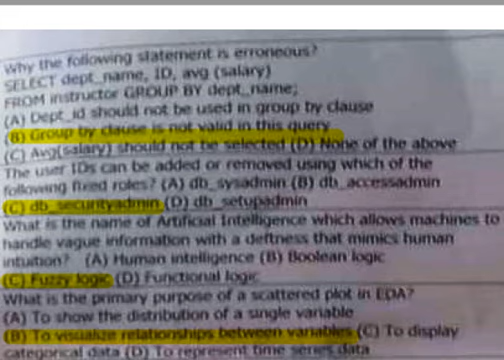 Why the following statement is erroneous?
SELECT dept_name, ID, avg (salary)
FROM instructor GROUP BY dept_name;
(A) Dept_id should not be used in group by clause
(B) Group by clause is not valid in this query
(C) Avg(salary) should not be selected (D) None of the above
The user IDs can be added or removed using which of the
following fixed roles? (A) db_sysadmin (B) db_accessadmin
(C) db_securityadmin (D) db_setupadmin
What is the name of Artificial Intelligence which allows machines to
handle vague information with a deftness that mimics human
intuition? (A) Human intelligence (B) Boolean logic
(C) Fuzzy logic (D) Functional logic
What is the primary purpose of a scattered plot in EDA?
(A) To show the distribution of a single variable
(B) To visualize relationships between variables (C) To display
categorical data (D) To represent time series data